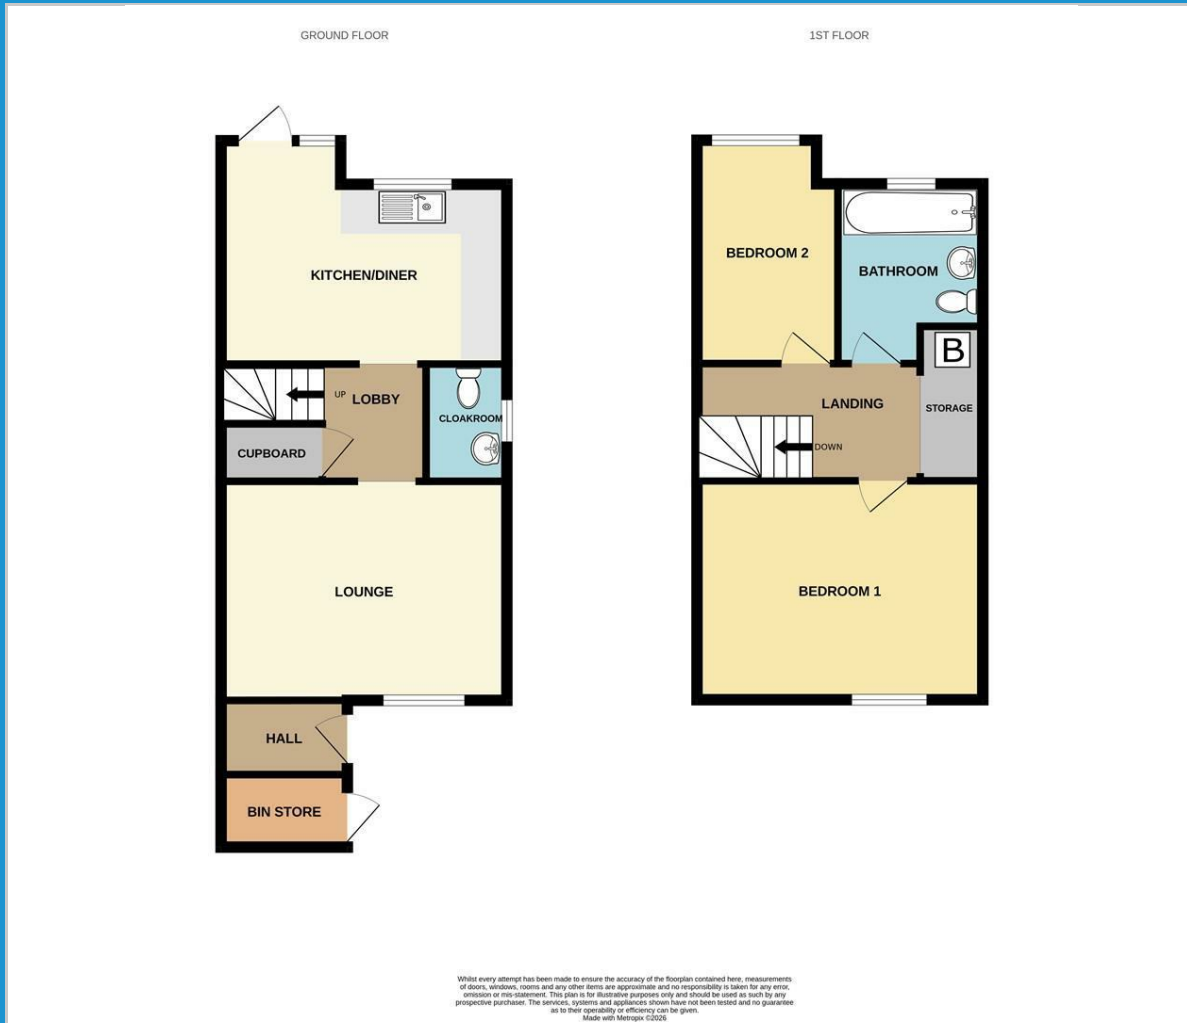 GROUND FLOOR
1ST FLOOR
KITCHEN/DINER
UP
LOBBY
CLOAKROOM
CUPBOARD
LOUNGE
HALL
BIN STORE
BEDROOM 2
BATHROOM
B
LANDING
STORAGE
DOWN
BEDROOM 1
Whilst every attempt has been made to ensure the accuracy of the floorplan contained here, measurements
of doors, windows, rooms and any other items are approximate and no responsibility is taken for any error,
omission or mis-statement. This plan is for illustrative purposes only and should be used as such by any
prospective purchaser. The services, systems and appliances shown have not been tested and no guarantee
as to their operability or efficiency can be given.
Made with Metropix ©2026